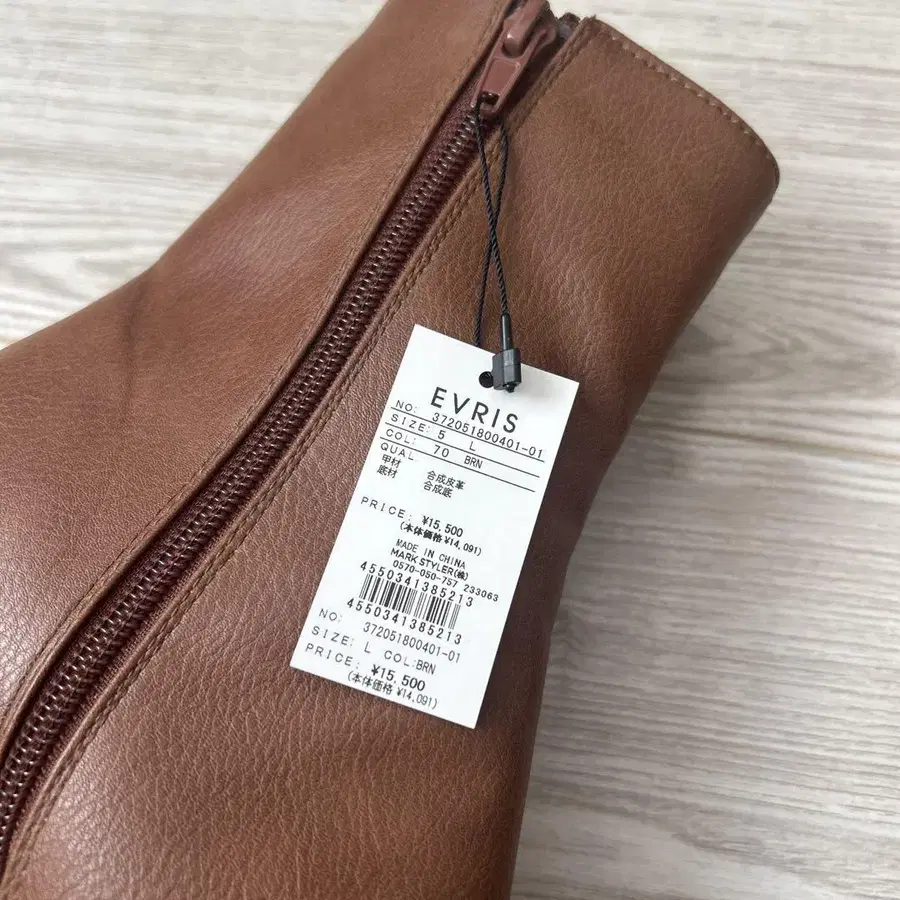 EVRIS
NO: 372051800401-01
SIZE: 5 L
COL: 70 BRN
QUAL.
甲材 合成皮革
底材 合成底
PRICE: ¥15,500
(本体価格 ¥14,091)
MADE IN CHINA
MARK STYLER(株)
0570-050-757 233063
4550341385213
4550341385213
NO: 372051800401-01
SIZE: L COL:BRN
PRICE: ¥15,500
(本体価格 ¥14,091)